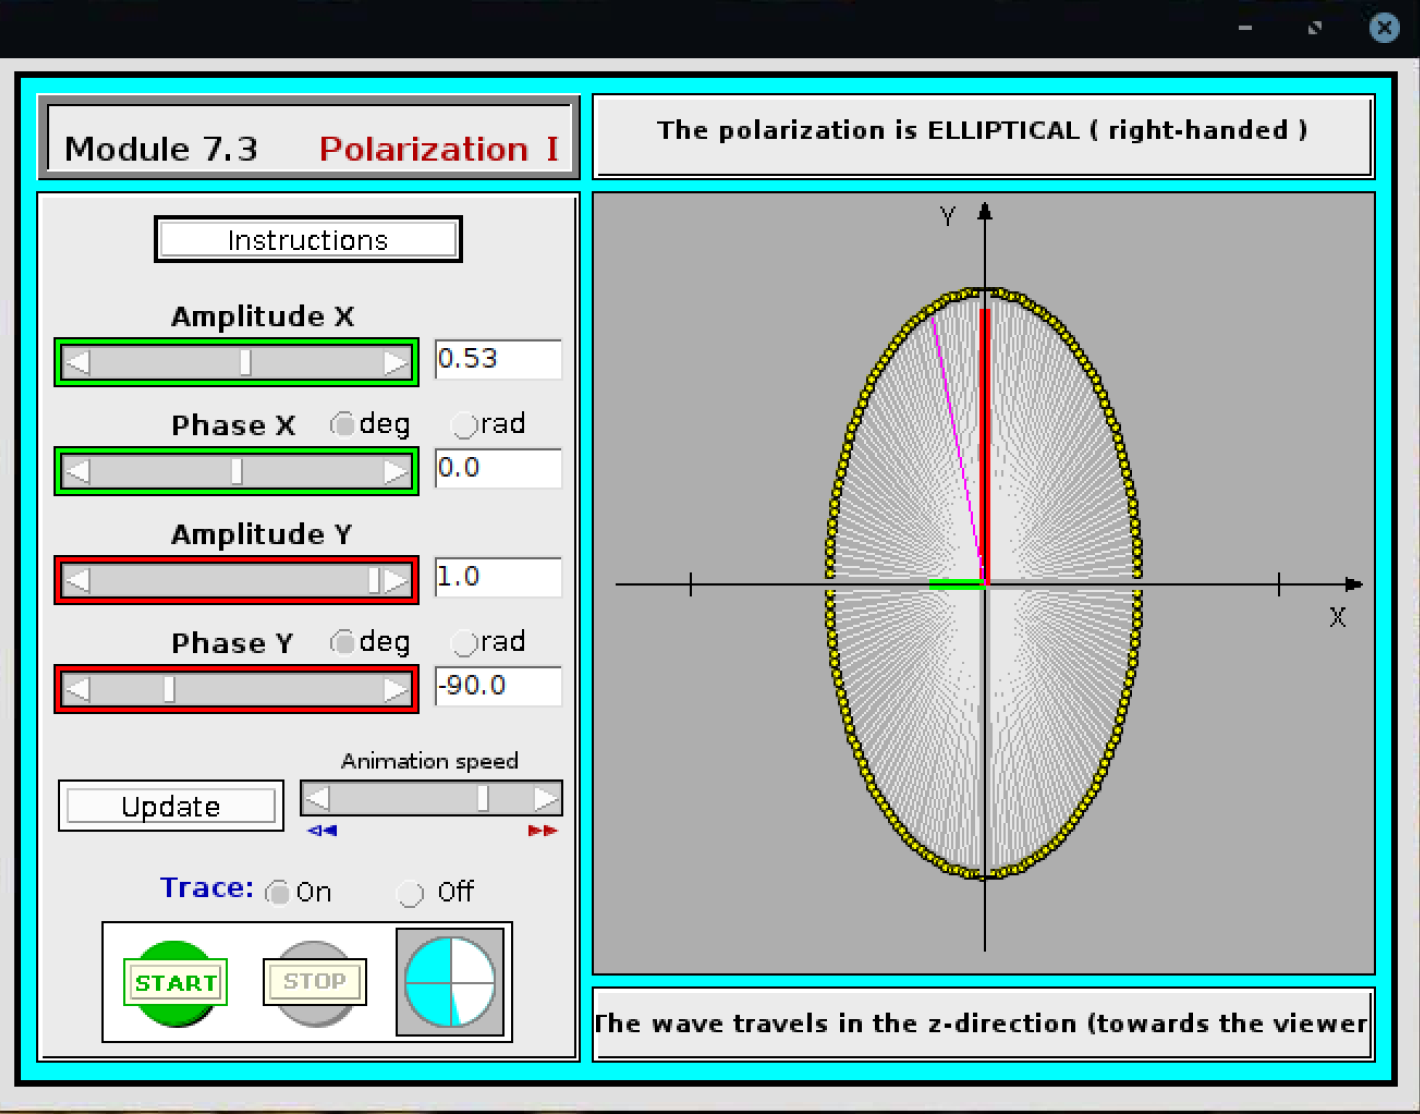 Module 7.3 Polarization I
The polarization is ELLIPTICAL ( right-handed )
Instructions
Amplitude X
0.53
Phase X deg rad
0.0
Amplitude Y
1.0
Phase Y deg rad
-90.0
Animation speed
Update
Trace: On Off
START STOP
Y
X
The wave travels in the z-direction (towards the viewer